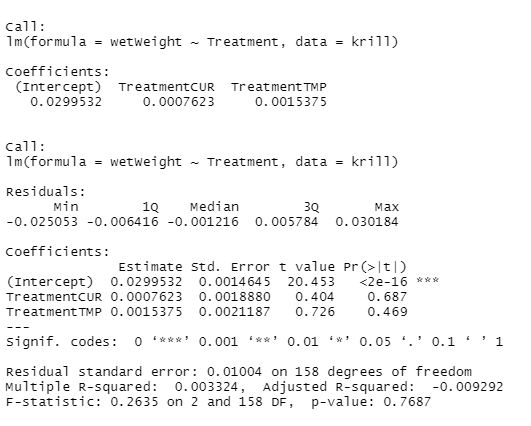 Call:
lm(formula = wetWeight ~ Treatment, data = krill)
Coefficients:
(Intercept) TreatmentCUR TreatmentTMP
0.0299532 0.0007623 0.0015375
Call:
lm(formula = wetWeight ~ Treatment, data = krill)
Residuals:
Min 1Q Median 3Q Max
-0.025053 -0.006416 -0.001216 0.005784 0.030184
Coefficients:
Estimate Std. Error t value Pr(>|t|)
(Intercept) 0.0299532 0.0014645 20.453 <2e-16 ***
TreatmentCUR 0.0007623 0.0018880 0.404 0.687
TreatmentTMP 0.0015375 0.0021187 0.726 0.469
---
Signif. codes: 0 ‘***’ 0.001 ‘**’ 0.01 ‘*’ 0.05 ‘.’ 0.1 ‘ ’ 1
Residual standard error: 0.01004 on 158 degrees of freedom
Multiple R-squared: 0.003324, Adjusted R-squared: -0.009292
F-statistic: 0.2635 on 2 and 158 DF, p-value: 0.7687